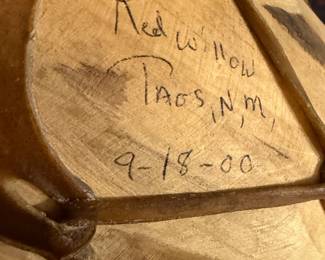 Red Willow
Taos, N.M.
9-18-00